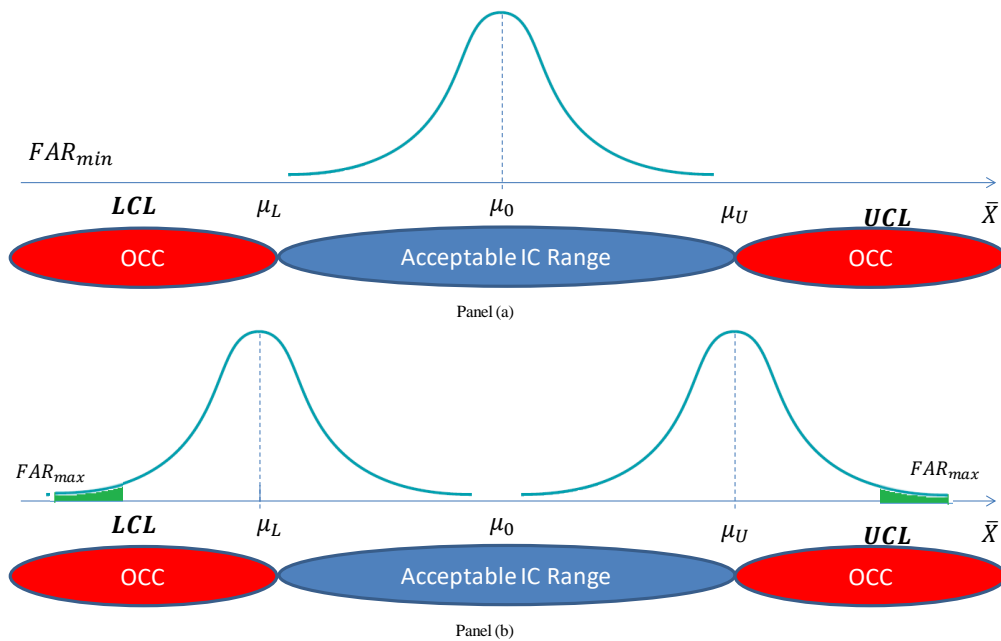 FAR_min
LCL μ_L μ_0 μ_U UCL X̄
OCC Acceptable IC Range OCC
Panel (a)
FAR_max FAR_max
LCL μ_L μ_0 μ_U UCL X̄
OCC Acceptable IC Range OCC
Panel (b)